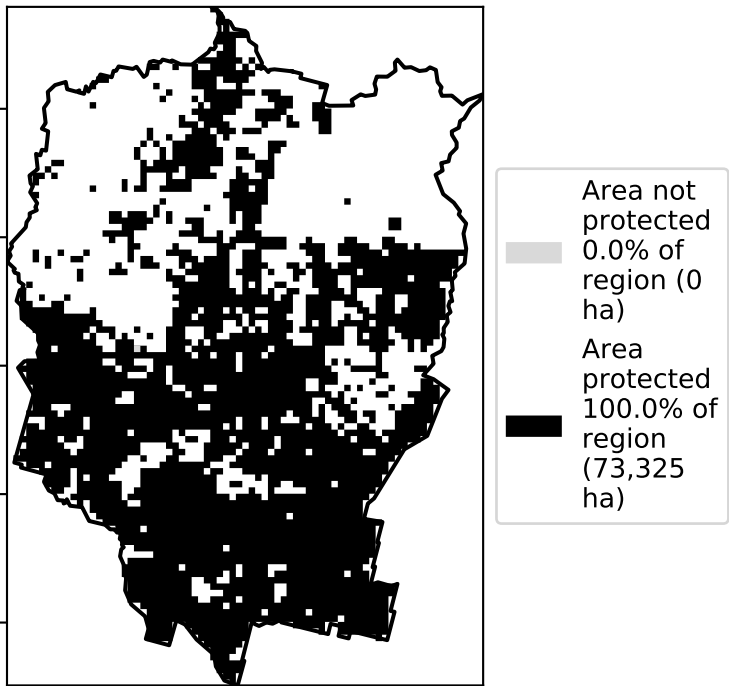 Area not
protected
0.0% of
region (0
ha)
Area
protected
100.0% of
region
(73,325
ha)